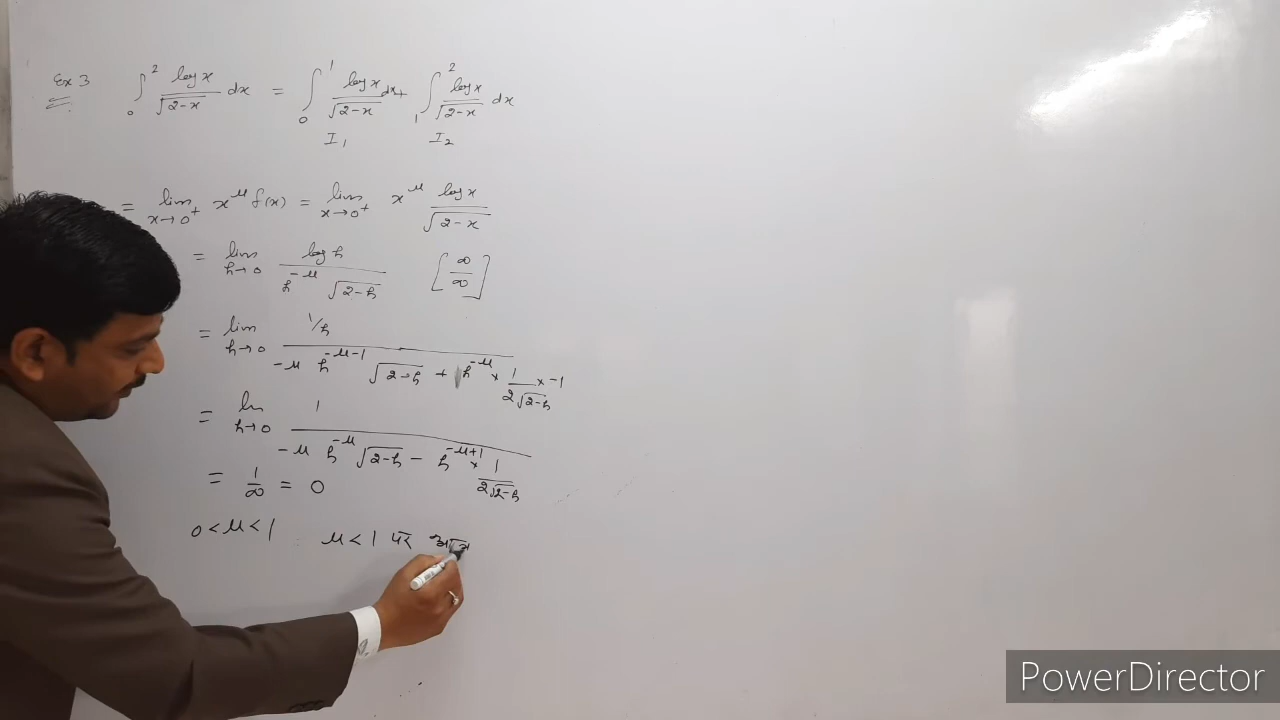 Ex 3 ∫₀² log x / √(2-x) dx = ∫₀¹ log x / √(2-x) dx + ∫₁² log x / √(2-x) dx
I₁ I₂
= lim x→0⁺ x^μ f(x) = lim x→0⁺ x^μ log x / √(2-x)
= lim h→0 log h / (h^-μ √(2-h)) [∞/∞]
= lim h→0 (1/h) / (-μ h^(-μ-1) √(2-h) + h^-μ × 1/(2√(2-h)) × -1)
= lim h→0 1 / (-μ h^-μ √(2-h) - h^(-μ+1) × 1/(2√(2-h)))
= 1/∞ = 0
0 < μ < 1 μ < 1 पर
PowerDirector